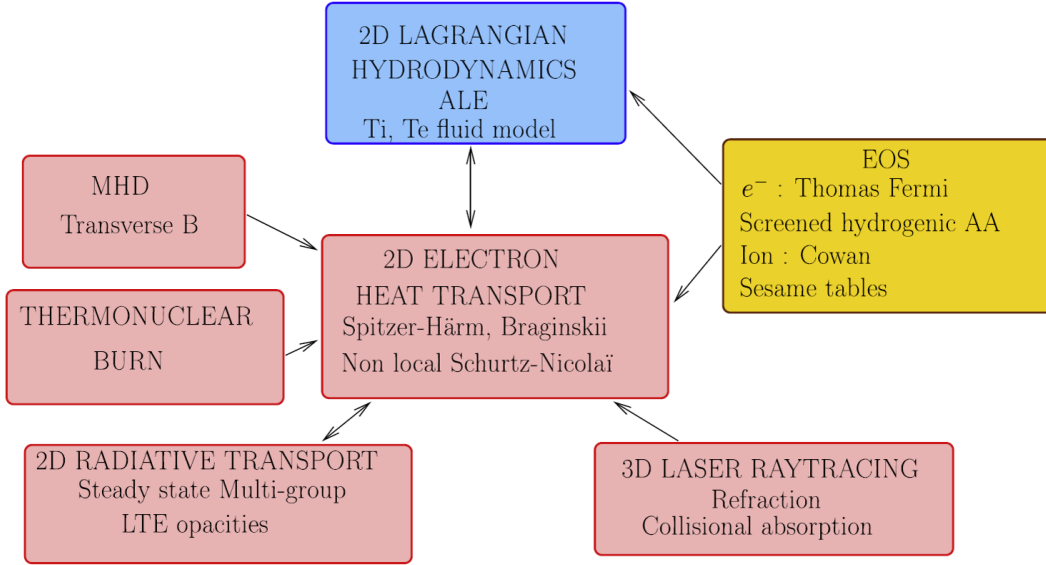 2D LAGRANGIAN
HYDRODYNAMICS
ALE
Ti, Te fluid model
EOS
e⁻ : Thomas Fermi
Screened hydrogenic AA
Ion : Cowan
Sesame tables
MHD
Transverse B
2D ELECTRON
HEAT TRANSPORT
Spitzer-Härm, Braginskii
Non local Schurtz-Nicolaï
THERMONUCLEAR
BURN
2D RADIATIVE TRANSPORT
Steady state Multi-group
LTE opacities
3D LASER RAYTRACING
Refraction
Collisional absorption